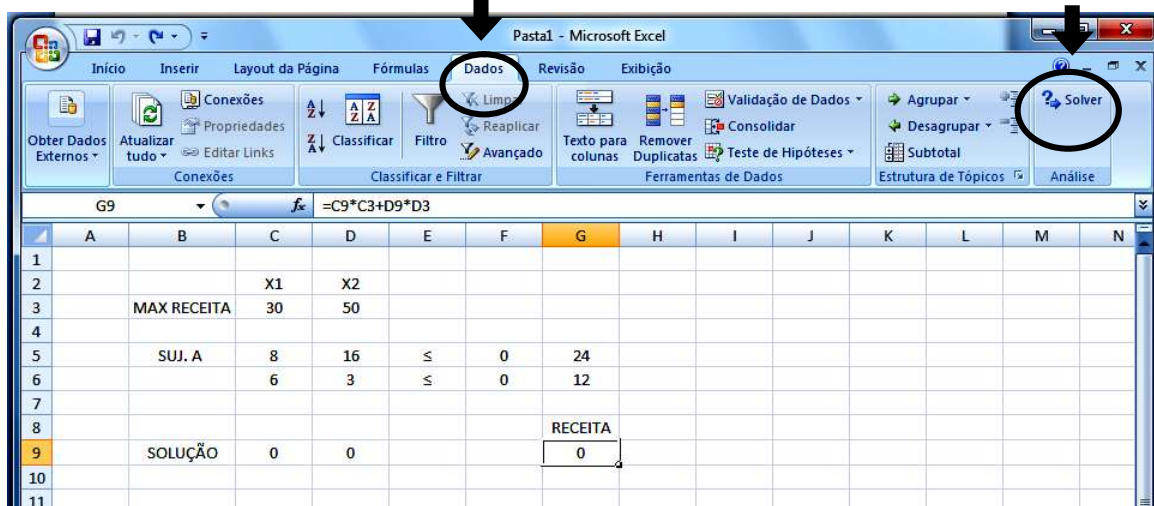 Pasta1 - Microsoft Excel
Início Inserir Layout da Página Fórmulas Dados Revisão Exibição
Obter Dados Externos
Atualizar tudo
Conexões
Propriedades
Editar Links
Conexões
Classificar
Filtro
Reaplicar
Avançado
Classificar e Filtrar
Texto para colunas
Remover Duplicatas
Validação de Dados
Consolidar
Teste de Hipóteses
Ferramentas de Dados
Agrupar
Desagrupar
Subtotal
Estrutura de Tópicos
Solver
Análise
G9 fx =C9*C3+D9*D3
A B C D E F G H I J K L M N
1
2 X1 X2
3 MAX RECEITA 30 50
4
5 SUJ. A 8 16 ≤ 0 24
6 6 3 ≤ 0 12
7
8 RECEITA
9 SOLUÇÃO 0 0 0
10
11